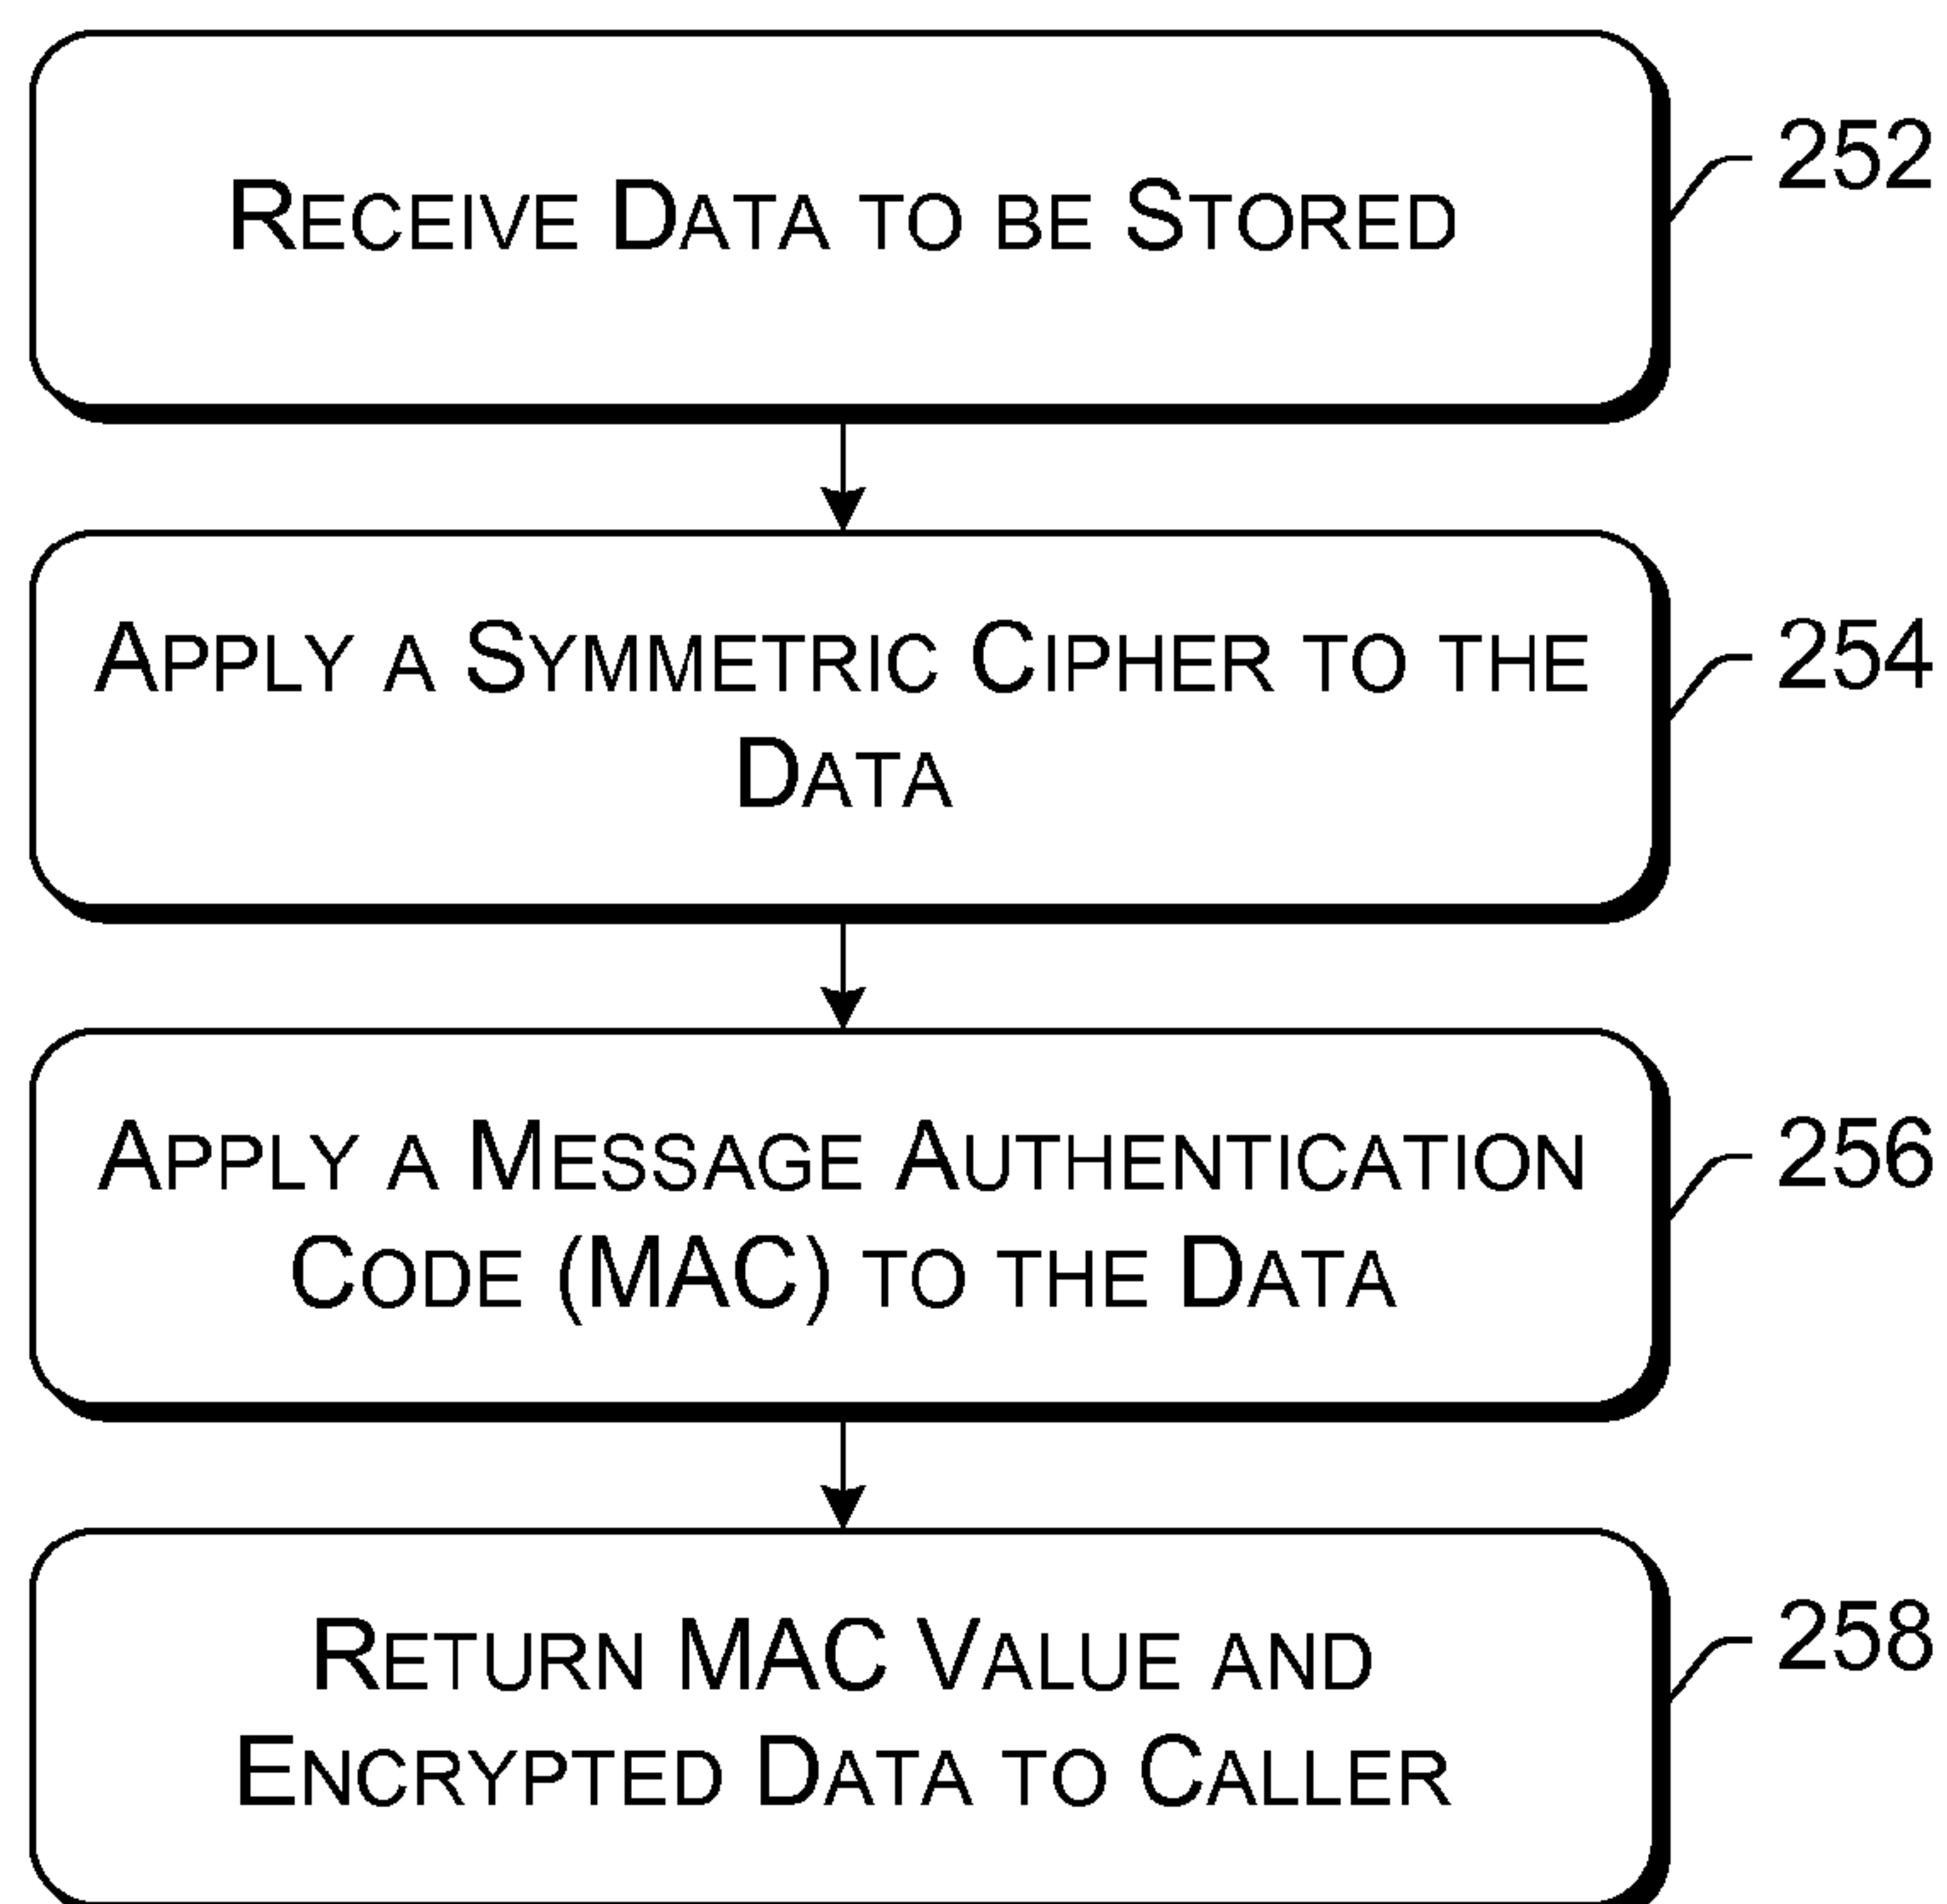 RECEIVE DATA TO BE STORED
252
APPLY A SYMMETRIC CIPHER TO THE
DATA
254
APPLY A MESSAGE AUTHENTICATION
CODE (MAC) TO THE DATA
256
RETURN MAC VALUE AND
ENCRYPTED DATA TO CALLER
258